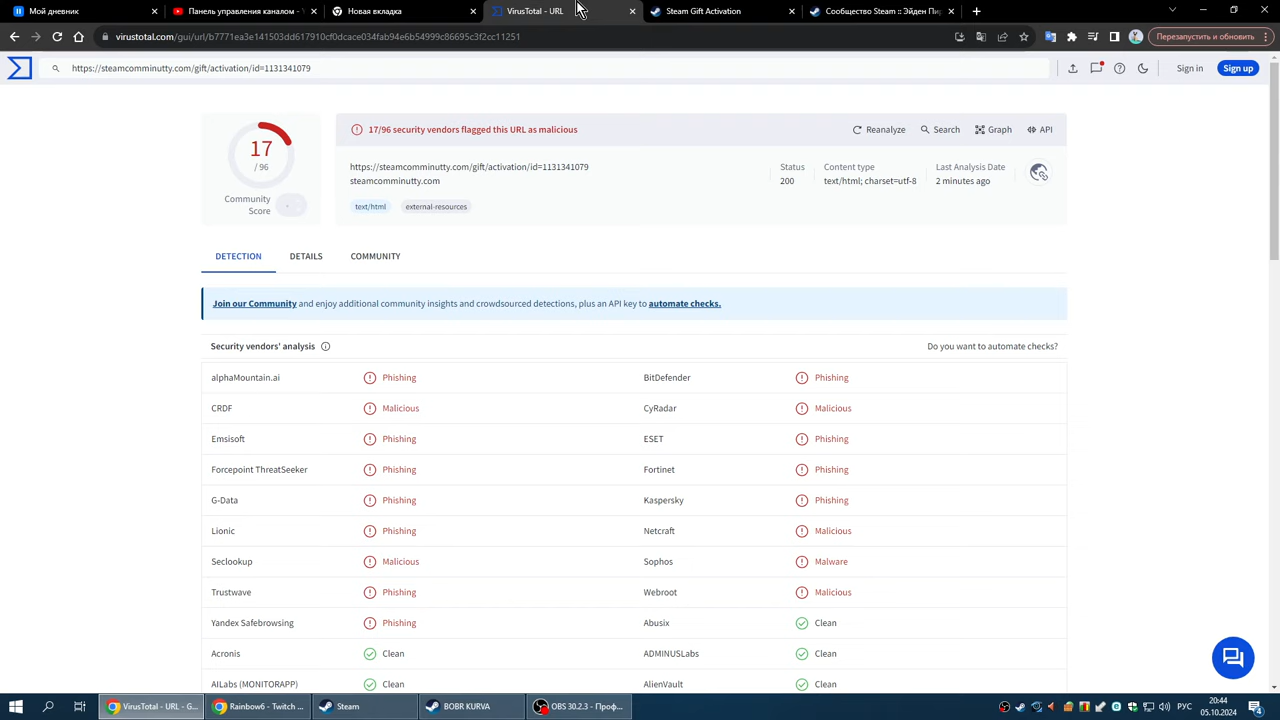 Мой дневник
Панель управления каналом -
Новая вкладка
VirusTotal - URL
Steam Gift Activation
Сообщество Steam :: Эйден Пи
virustotal.com/gui/url/b7771ea3e141503dd617910cf0dcace034fab94e6b54999c86695c3ec0231251
Перезапустить и обновить
https://steamcomminutty.com/gift/activation/id=1131341079
Sign in
Sign up
17
/ 96
Community
Score
17/96 security vendors flagged this URL as malicious
Reanalyze
Search
Graph
API
https://steamcomminutty.com/gift/activation/id=1131341079
steamcomminutty.com
Status
200
Content type
text/html; charset=utf-8
Last Analysis Date
2 minutes ago
text/html
external-resources
DETECTION
DETAILS
COMMUNITY
Join our Community and enjoy additional community insights and crowdsourced detections, plus an API key to automate checks.
Security vendors' analysis
Do you want to automate checks?
alphaMountain.ai Phishing BitDefender Phishing
CRDF Malicious CyRadar Malicious
Emsisoft Phishing ESET Phishing
Forcepoint ThreatSeeker Phishing Fortinet Phishing
G-Data Phishing Kaspersky Phishing
Lionic Phishing Netcraft Malicious
Seclookup Malicious Sophos Malware
Trustwave Phishing Webroot Malicious
Yandex Safebrowsing Phishing Abusix Clean
Acronis Clean ADMINUSLabs Clean
AILabs (MONITORAPP) Clean AlienVault Clean
VirusTotal - URL - G...
Rainbow6 - Twitch ...
Steam
BOBR KURVA
OBS 30.2.3 - Проф...
РУС
20:44
05.10.2024
4